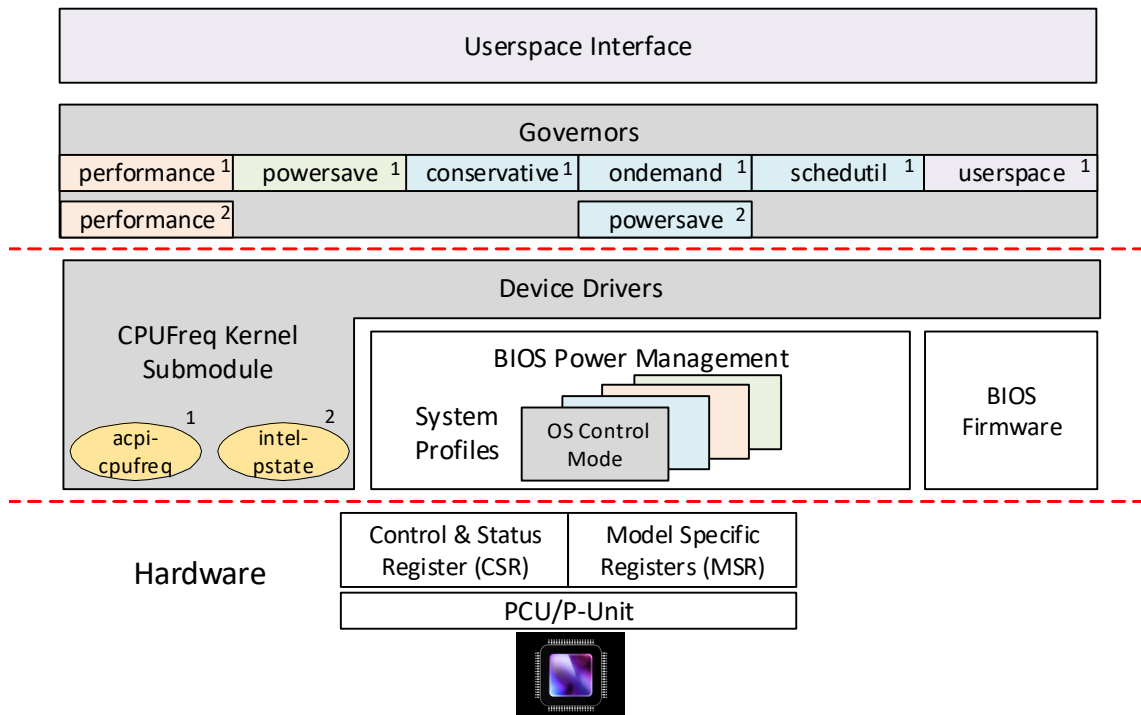 Userspace Interface
Governors
performance 1
powersave 1
conservative 1
ondemand 1
schedutil 1
userspace 1
performance 2
powersave 2
Device Drivers
CPUFreq Kernel
Submodule
1
acpi-
cpufreq
2
intel-
pstate
BIOS Power Management
System
Profiles
OS Control
Mode
BIOS
Firmware
Hardware
Control & Status
Register (CSR)
Model Specific
Registers (MSR)
PCU/P-Unit